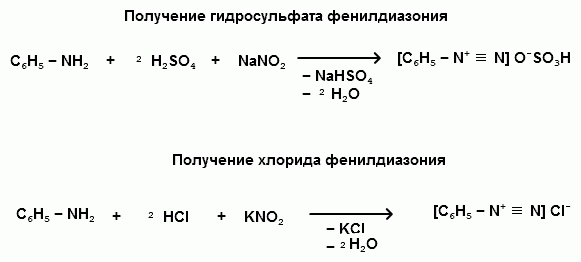 Получение гидросульфата фенилдиазония
C₆H₅ – NH₂ + 2 H₂SO₄ + NaNO₂ [C₆H₅ – N⁺ ≡ N] O⁻SO₃H
– NaHSO₄
– 2 H₂O
Получение хлорида фенилдиазония
C₆H₅ – NH₂ + 2 HCl + KNO₂ [C₆H₅ – N⁺ ≡ N] Cl⁻
– KCl
– 2 H₂O